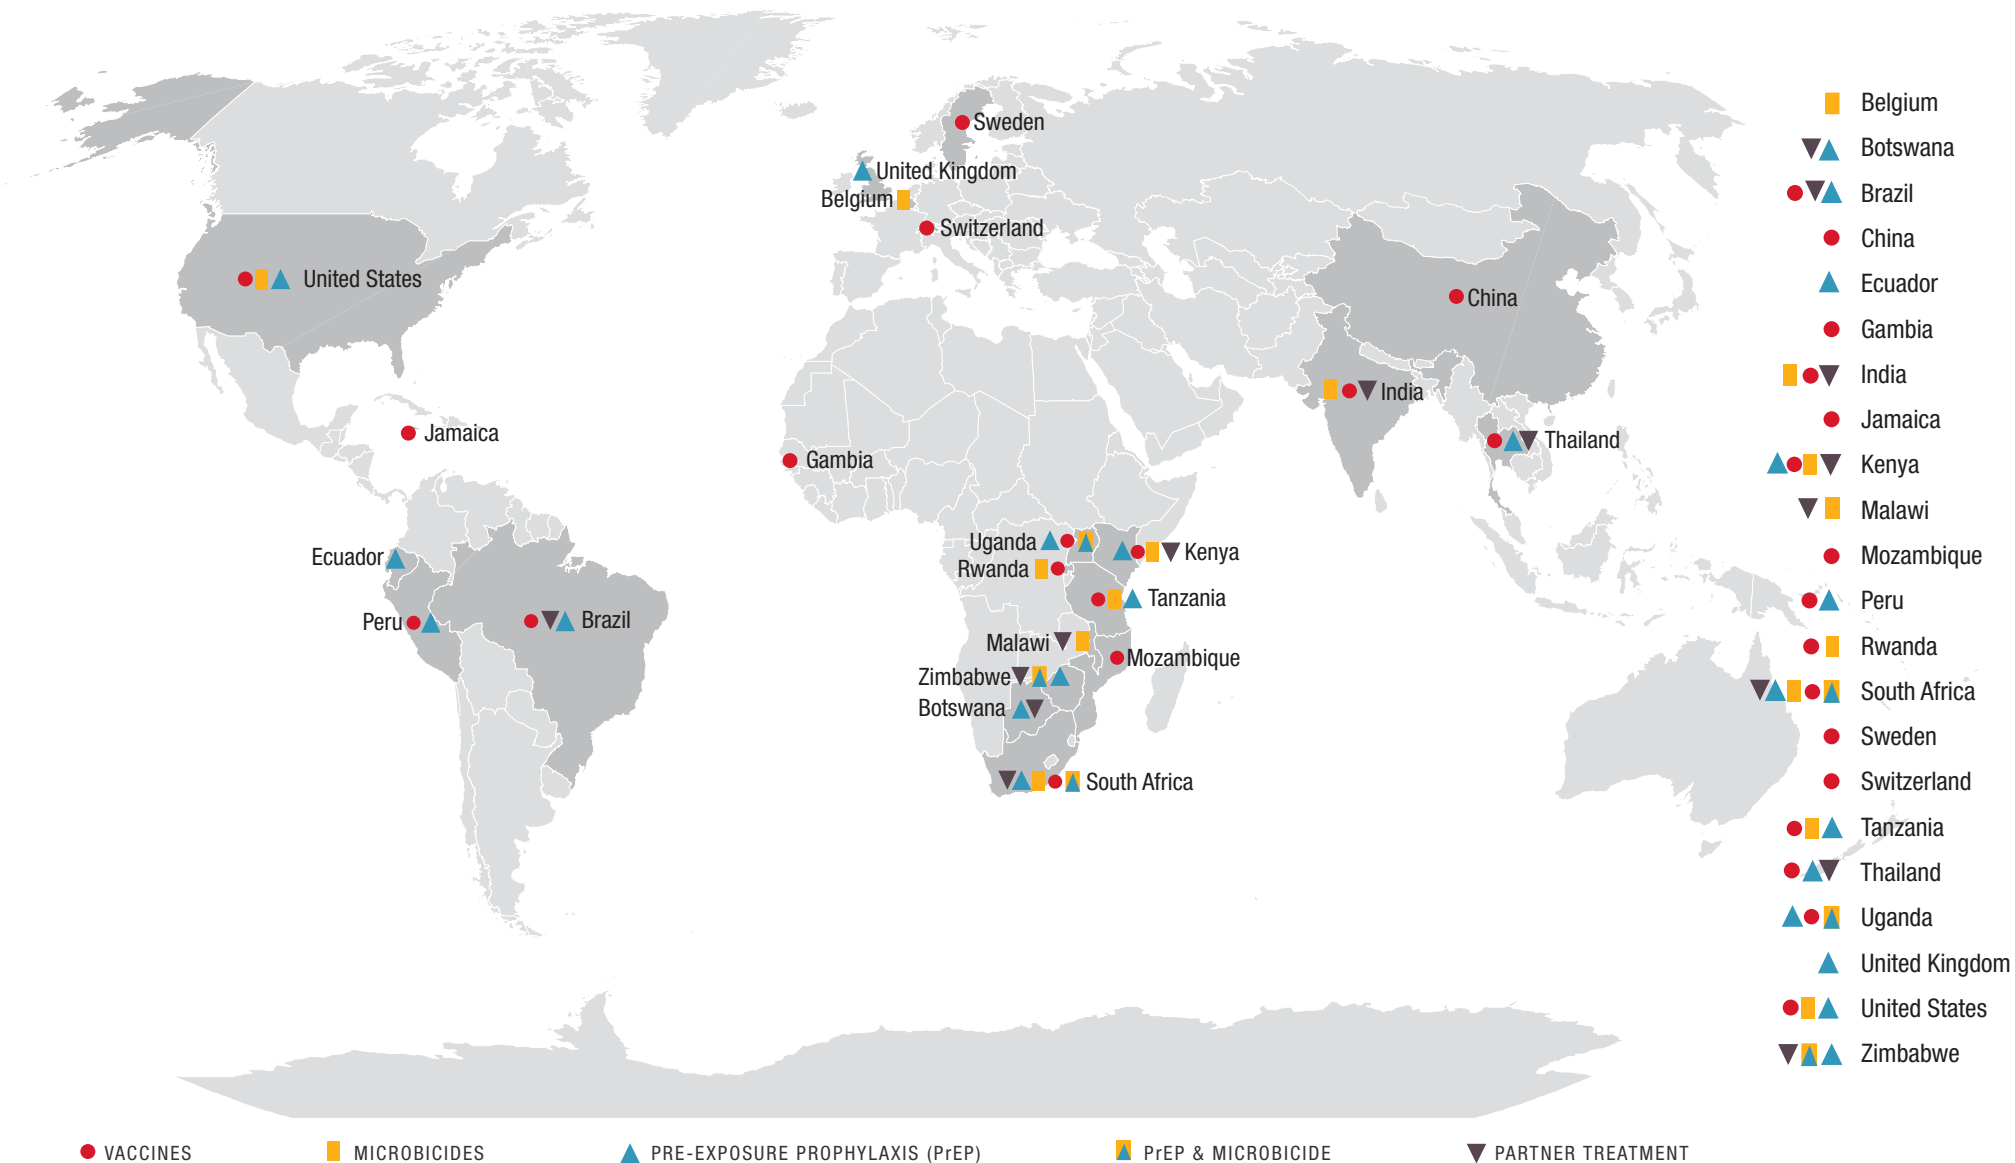 Sweden
United Kingdom
Belgium
Switzerland
United States
China
India
Jamaica
Thailand
Gambia
Uganda
Kenya
Ecuador
Rwanda
Tanzania
Peru
Brazil
Malawi
Mozambique
Zimbabwe
Botswana
South Africa
Belgium
Botswana
Brazil
China
Ecuador
Gambia
India
Jamaica
Kenya
Malawi
Mozambique
Peru
Rwanda
South Africa
Sweden
Switzerland
Tanzania
Thailand
Uganda
United Kingdom
United States
Zimbabwe
VACCINES
MICROBICIDES
PRE-EXPOSURE PROPHYLAXIS (PrEP)
PrEP & MICROBICIDE
PARTNER TREATMENT